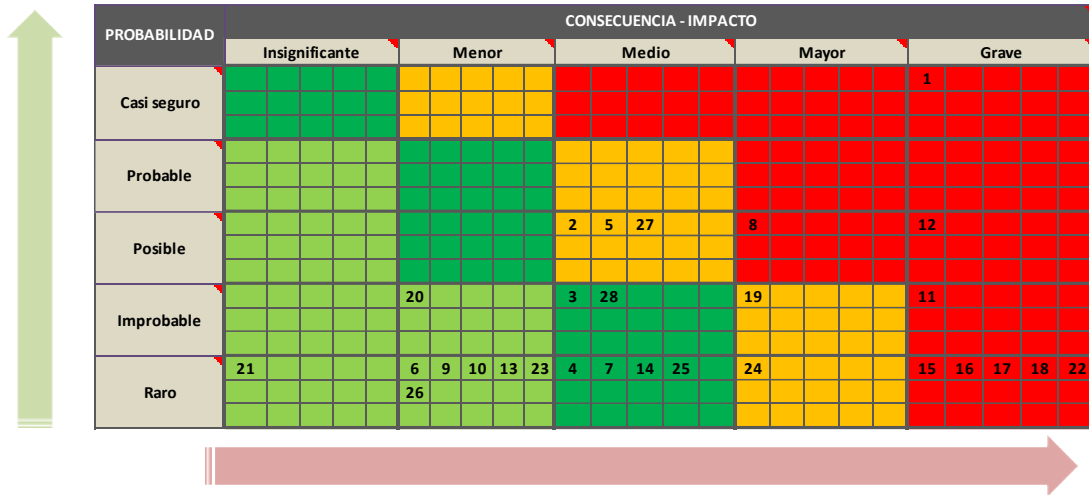 PROBABILIDAD
CONSECUENCIA - IMPACTO
Insignificante Menor Medio Mayor Grave
Casi seguro 1
Probable
Posible 2 5 27 8 12
Improbable 20 3 28 19 11
Raro 21 6 9 10 13 23 4 7 14 25 24 15 16 17 18 22
26